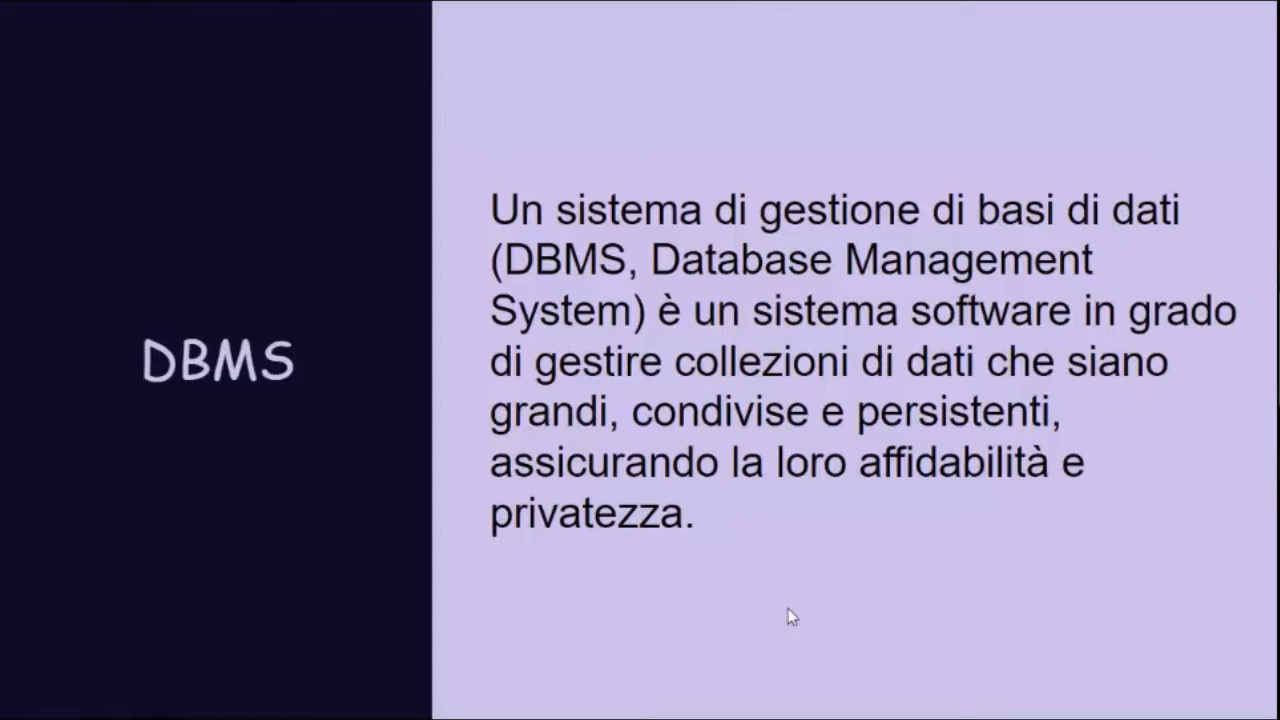 DBMS
Un sistema di gestione di basi di dati
(DBMS, Database Management
System) è un sistema software in grado
di gestire collezioni di dati che siano
grandi, condivise e persistenti,
assicurando la loro affidabilità e
privatezza.